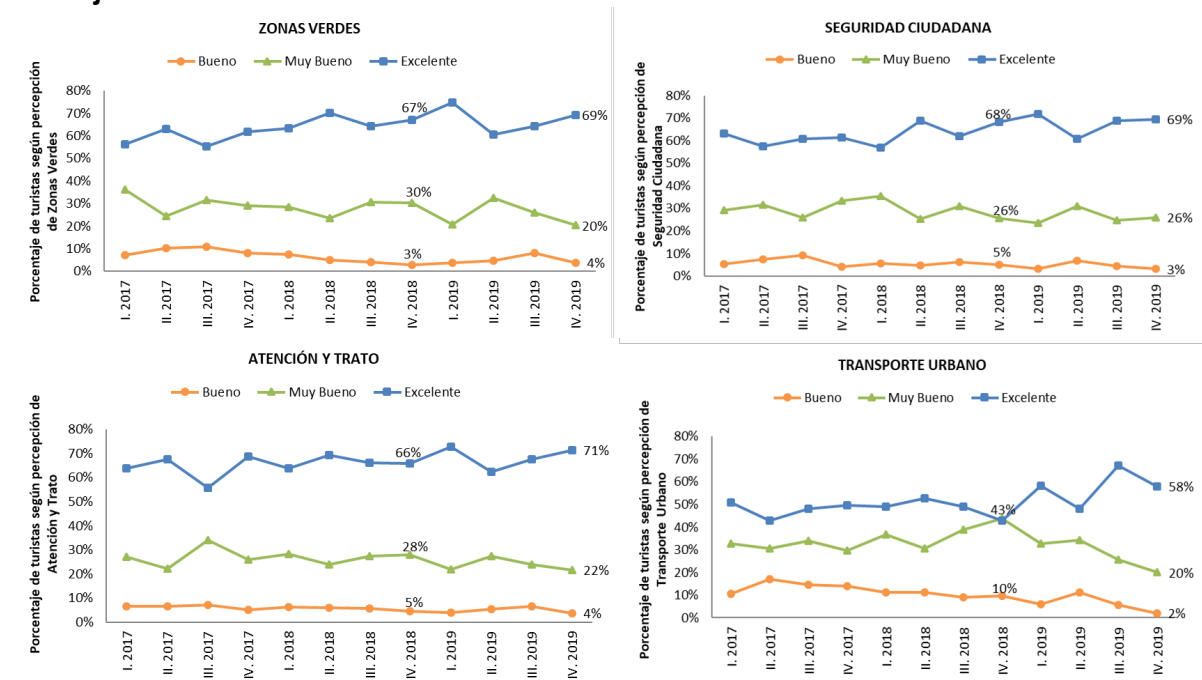 ZONAS VERDES
Bueno Muy Bueno Excelente
Porcentaje de turistas según percepción
de Zonas Verdes
80%
70%
60%
50%
40%
30%
20%
10%
0%
67%
69%
30%
20%
3%
4%
I. 2017 II. 2017 III. 2017 IV. 2017 I. 2018 II. 2018 III. 2018 IV. 2018 I. 2019 II. 2019 III. 2019 IV. 2019
SEGURIDAD CIUDADANA
Bueno Muy Bueno Excelente
Porcentaje de turistas según percepción de
Seguridad Ciudadana
80%
70%
60%
50%
40%
30%
20%
10%
0%
68%
69%
26%
26%
5%
3%
I. 2017 II. 2017 III. 2017 IV. 2017 I. 2018 II. 2018 III. 2018 IV. 2018 I. 2019 II. 2019 III. 2019 IV. 2019
ATENCIÓN Y TRATO
Bueno Muy Bueno Excelente
Porcentaje de turistas según percepción de
Atención y Trato
80%
70%
60%
50%
40%
30%
20%
10%
0%
66%
71%
28%
22%
5%
4%
I. 2017 II. 2017 III. 2017 IV. 2017 I. 2018 II. 2018 III. 2018 IV. 2018 I. 2019 II. 2019 III. 2019 IV. 2019
TRANSPORTE URBANO
Bueno Muy Bueno Excelente
Porcentaje de turistas según percepción de
Transporte Urbano
80%
70%
60%
50%
40%
30%
20%
10%
0%
43%
58%
20%
10%
2%
I. 2017 II. 2017 III. 2017 IV. 2017 I. 2018 II. 2018 III. 2018 IV. 2018 I. 2019 II. 2019 III. 2019 IV. 2019